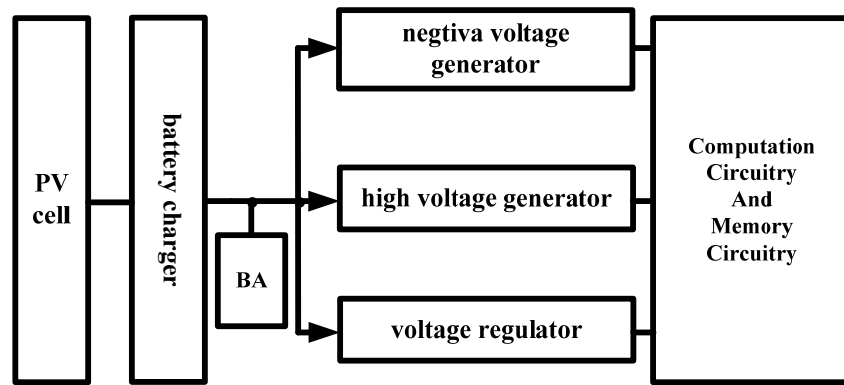 PV
cell
battery charger
BA
negtiva voltage
generator
high voltage generator
voltage regulator
Computation
Circuitry
And
Memory
Circuitry